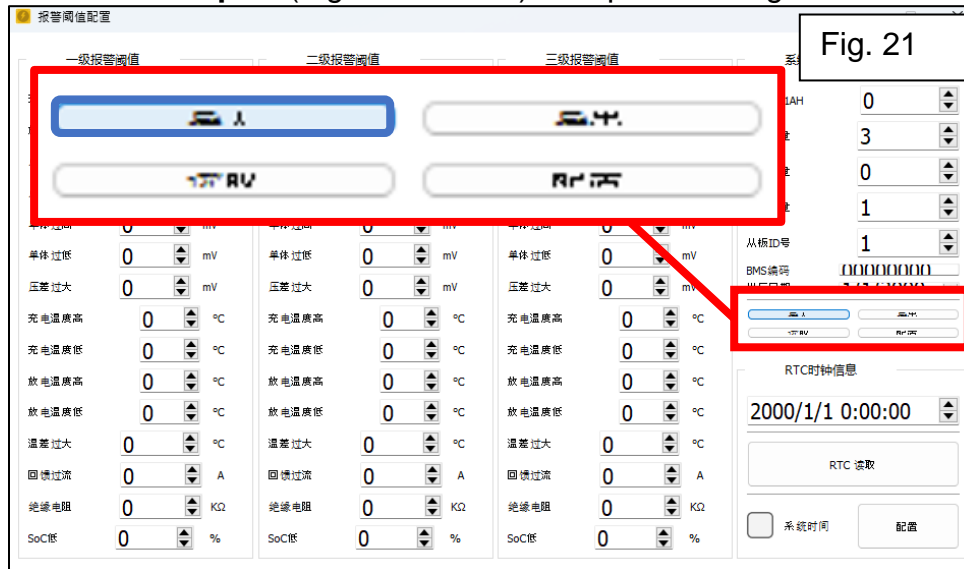 报警阈值配置
Fig. 21
一级报警阈值 二级报警阈值 三级报警阈值
1AH 0
3
0
1
从板ID号 1
BMS编码 00000000
单体过低 0 mV 单体过低 0 mV 单体过低 0 mV
压差过大 0 mV 压差过大 0 mV 压差过大 0 mV
充电温度高 0 °C 充电温度高 0 °C 充电温度高 0 °C
充电温度低 0 °C 充电温度低 0 °C 充电温度低 0 °C
放电温度高 0 °C 放电温度高 0 °C 放电温度高 0 °C
放电温度低 0 °C 放电温度低 0 °C 放电温度低 0 °C
温差过大 0 °C 温差过大 0 °C 温差过大 0 °C
回馈过流 0 A 回馈过流 0 A 回馈过流 0 A
绝缘电阻 0 KΩ 绝缘电阻 0 KΩ 绝缘电阻 0 KΩ
SoC低 0 % SoC低 0 % SoC低 0 %
RTC时钟信息
2000/1/1 0:00:00
RTC 读取
系统时间 配置